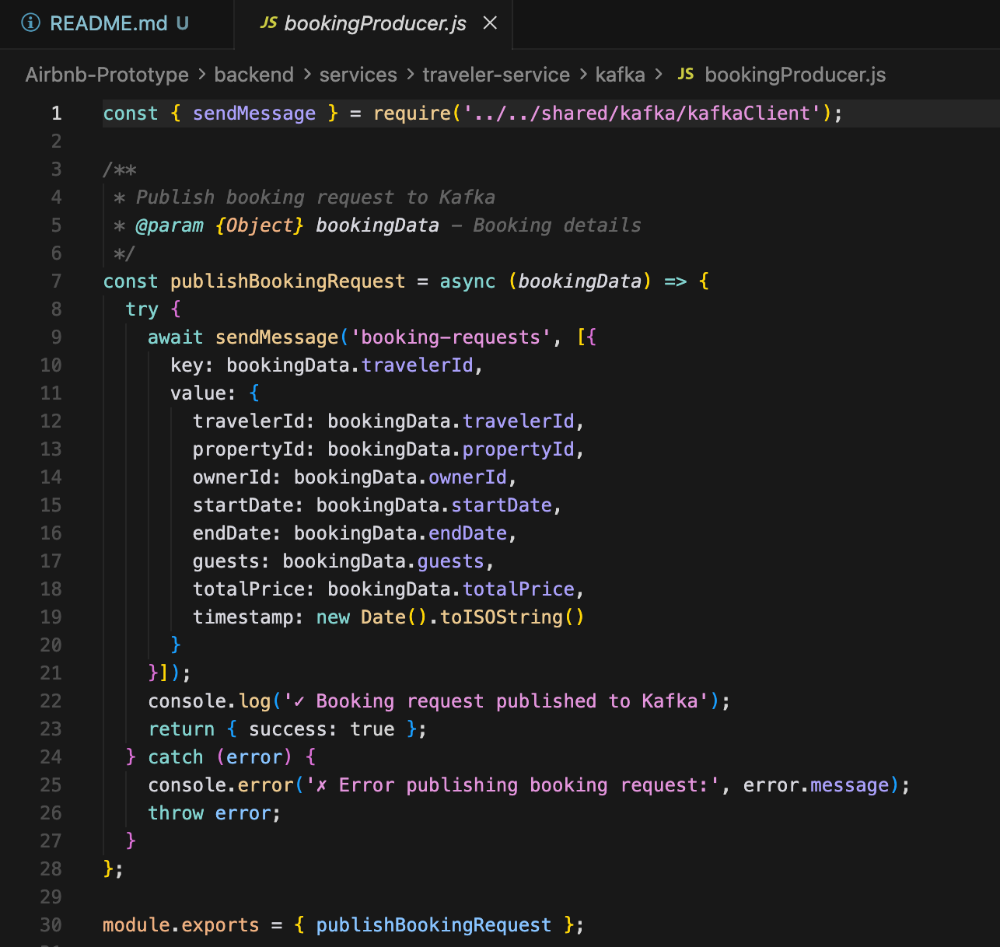 README.md U
JS bookingProducer.js
Airbnb-Prototype > backend > services > traveler-service > kafka > JS bookingProducer.js
1 const { sendMessage } = require('../../shared/kafka/kafkaClient');
2
3 /**
4  * Publish booking request to Kafka
5  * @param {Object} bookingData - Booking details
6  */
7 const publishBookingRequest = async (bookingData) => {
8   try {
9     await sendMessage('booking-requests', [{
10       key: bookingData.travelerId,
11       value: {
12         travelerId: bookingData.travelerId,
13         propertyId: bookingData.propertyId,
14         ownerId: bookingData.ownerId,
15         startDate: bookingData.startDate,
16         endDate: bookingData.endDate,
17         guests: bookingData.guests,
18         totalPrice: bookingData.totalPrice,
19         timestamp: new Date().toISOString()
20       }
21     }]);
22     console.log('✓ Booking request published to Kafka');
23     return { success: true };
24   } catch (error) {
25     console.error('✗ Error publishing booking request:', error.message);
26     throw error;
27   }
28 };
29
30 module.exports = { publishBookingRequest };